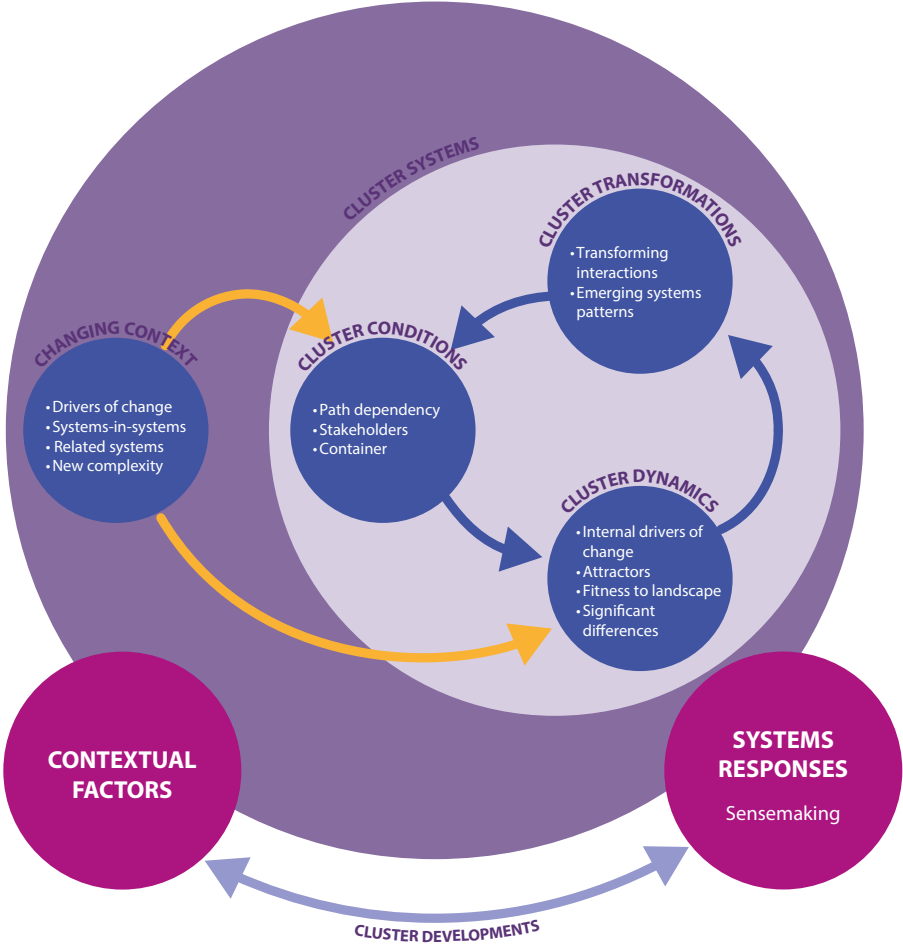 CLUSTER SYSTEMS
CLUSTER TRANSFORMATIONS
• Transforming
interactions
• Emerging systems
patterns
CHANGING CONTEXT
• Drivers of change
• Systems-in-systems
• Related systems
• New complexity
CLUSTER CONDITIONS
• Path dependency
• Stakeholders
• Container
CLUSTER DYNAMICS
• Internal drivers of
change
• Attractors
• Fitness to landscape
• Significant
differences
CONTEXTUAL
FACTORS
SYSTEMS
RESPONSES
Sensemaking
CLUSTER DEVELOPMENTS